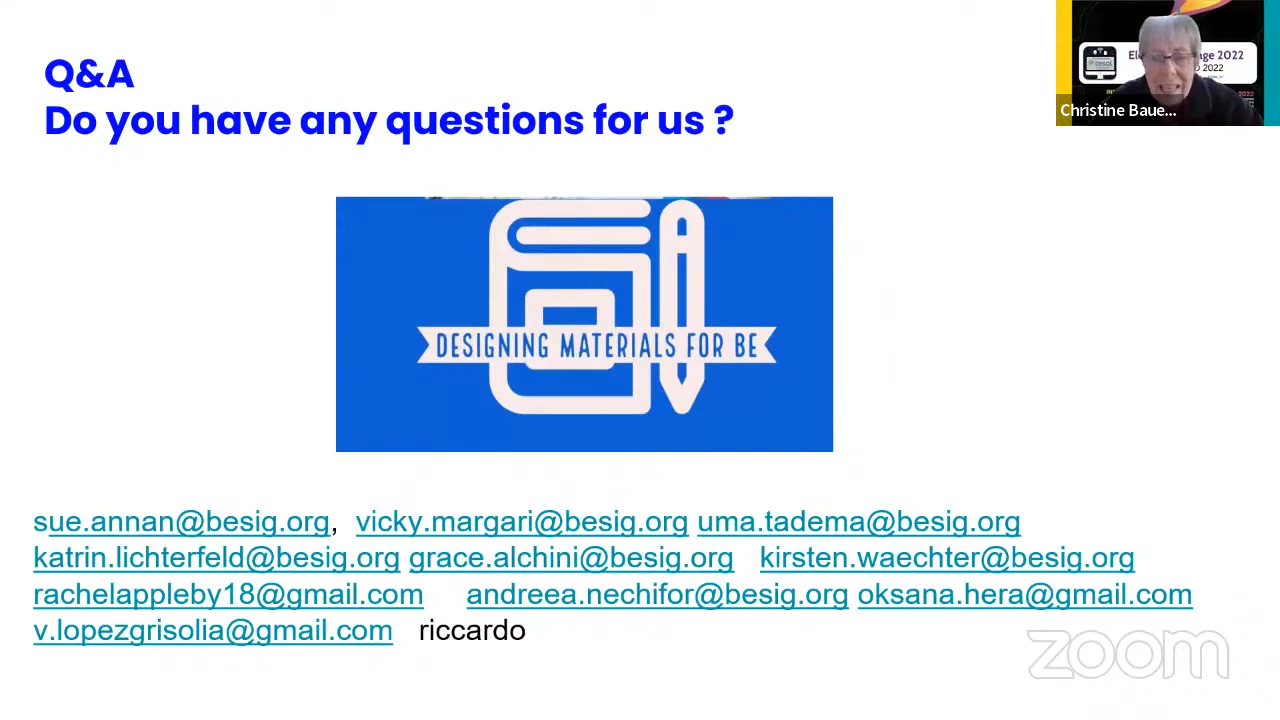 Q&A
Do you have any questions for us ?
2022
2022
Christine Baue...
DESIGNING MATERIALS FOR BE
sue.annan@besig.org, vicky.margari@besig.org uma.tadema@besig.org
katrin.lichterfeld@besig.org grace.alchini@besig.org kirsten.waechter@besig.org
rachelappleby18@gmail.com andreea.nechifor@besig.org oksana.hera@gmail.com
v.lopezgrisolia@gmail.com riccardo
zoom